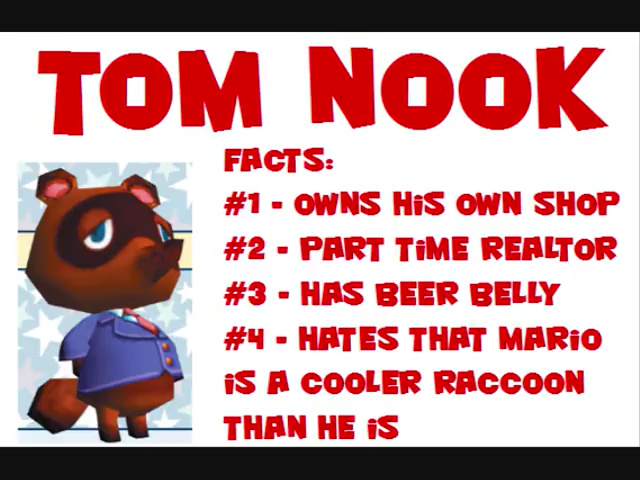 TOM NOOK
FACTS:
#1 - OWNS HiS OWN SHOP
#2 - PART TiME REALTOR
#3 - HAS BEER BELLY
#4 - HATES THAT MARiO
iS A COOLER RACCOON
THAN HE iS